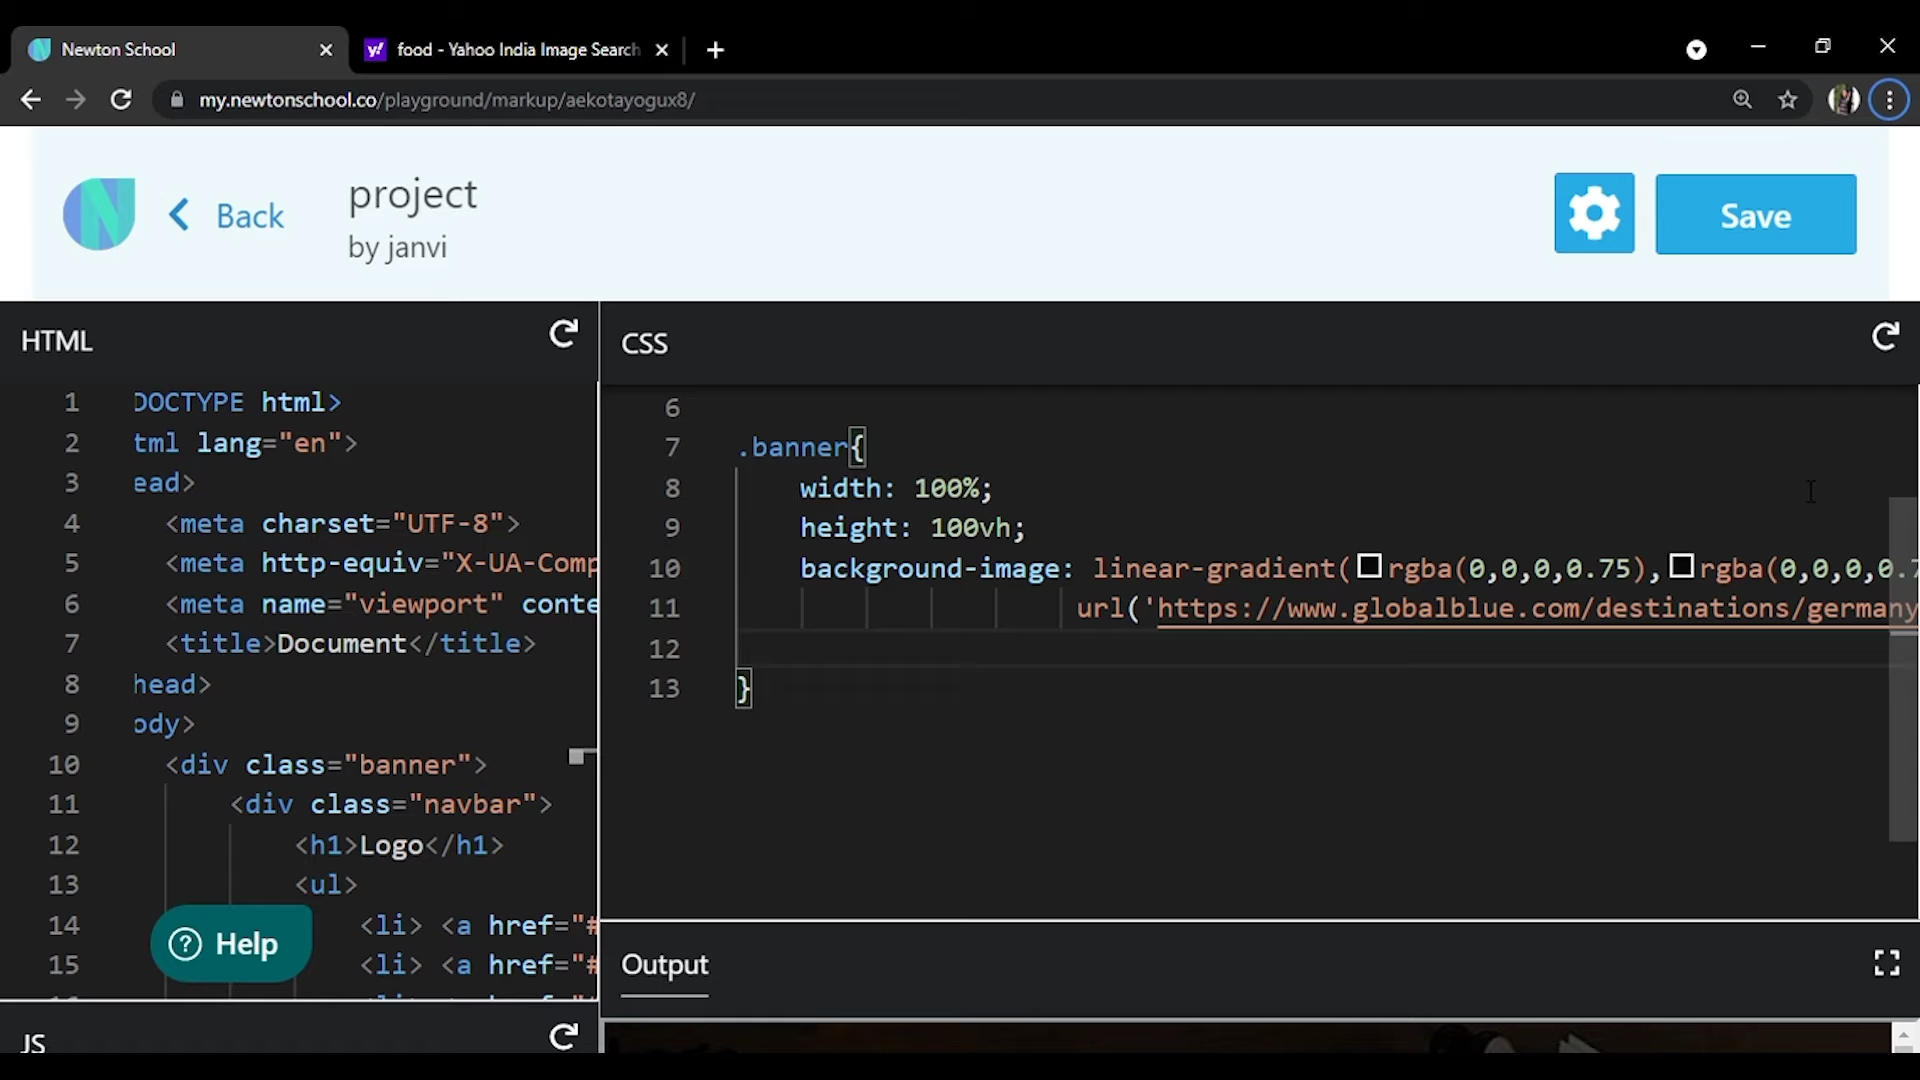 Newton School
food - Yahoo India Image Search
my.newtonschool.co/playground/markup/aekotayogux8/
Back
project
by janvi
Save
HTML
1 DOCTYPE html>
2 tml lang="en">
3 ead>
4 <meta charset="UTF-8">
5 <meta http-equiv="X-UA-Comp
6 <meta name="viewport" conte
7 <title>Document</title>
8 head>
9 ody>
10 <div class="banner">
11 <div class="navbar">
12 <h1>Logo</h1>
13 <ul>
14 <li> <a href="#
15 <li> <a href="#
Help
JS
CSS
6
7 .banner{
8 width: 100%;
9 height: 100vh;
10 background-image: linear-gradient(rgba(0,0,0,0.75),rgba(0,0,0,0.7
11 url('https://www.globalblue.com/destinations/germany
12
13 }
Output